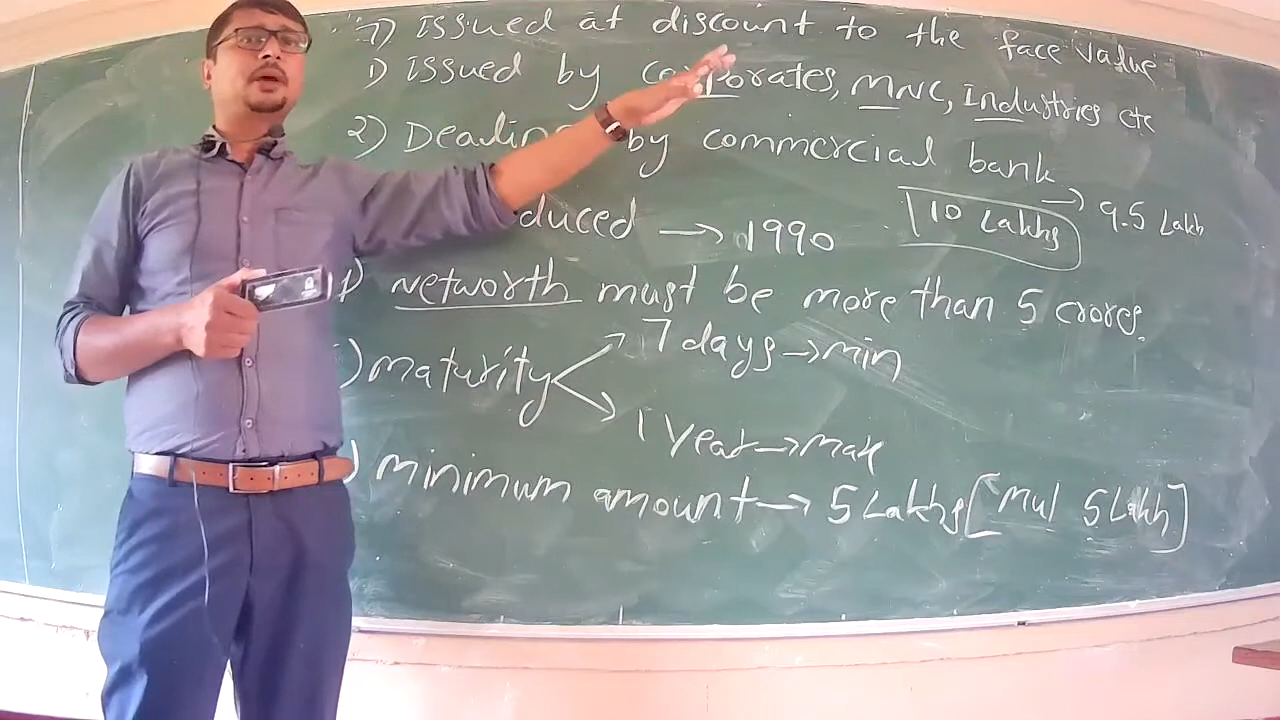 7) Issued at discount to the face value
1) Issued by corporates, MNC, Industries etc
2) Dealing by commercial bank
10 Lakhs → 9.5 Lakh
duced → 1990
networth must be more than 5 crores.
) maturity 7 days → min
1 Year → max
) minimum amount → 5 Lakhs [mul 5 Lakh]